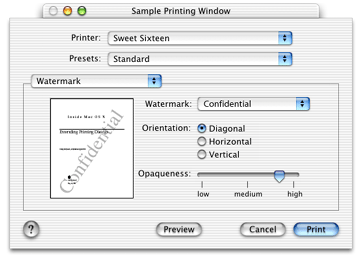 Sample Printing Window
Printer: Sweet Sixteen
Presets: Standard
Watermark
Watermark: Confidential
Inside Mac OS X
Extending Printing Dialogs
Confidential
Orientation: Diagonal
Horizontal
Vertical
Opaqueness:
low medium high
? Preview Cancel Print